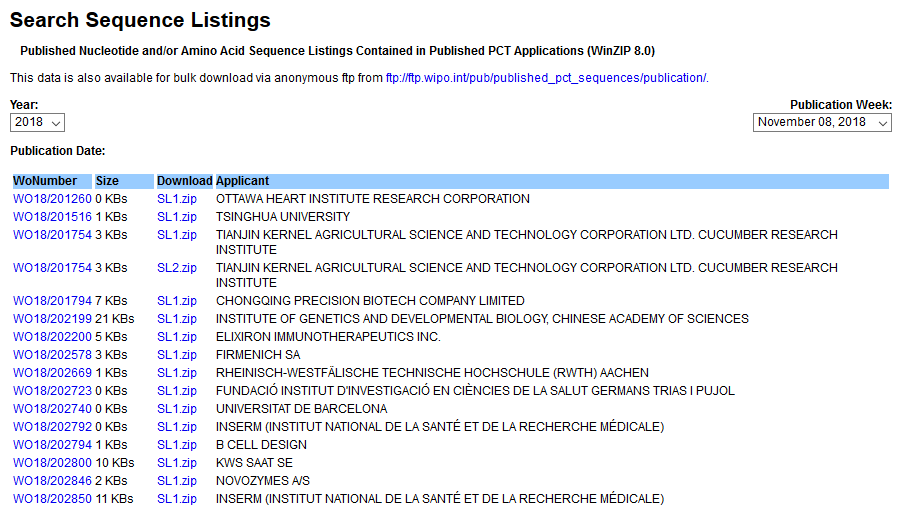 Search Sequence Listings
Published Nucleotide and/or Amino Acid Sequence Listings Contained in Published PCT Applications (WinZIP 8.0)
This data is also available for bulk download via anonymous ftp from ftp://ftp.wipo.int/pub/published_pct_sequences/publication/.
Year: Publication Week:
2018 November 08, 2018
Publication Date:
WoNumber Size Download Applicant
WO18/201260 0 KBs SL1.zip OTTAWA HEART INSTITUTE RESEARCH CORPORATION
WO18/201516 1 KBs SL1.zip TSINGHUA UNIVERSITY
WO18/201754 3 KBs SL1.zip TIANJIN KERNEL AGRICULTURAL SCIENCE AND TECHNOLOGY CORPORATION LTD. CUCUMBER RESEARCH
INSTITUTE
WO18/201754 3 KBs SL2.zip TIANJIN KERNEL AGRICULTURAL SCIENCE AND TECHNOLOGY CORPORATION LTD. CUCUMBER RESEARCH
INSTITUTE
WO18/201794 7 KBs SL1.zip CHONGQING PRECISION BIOTECH COMPANY LIMITED
WO18/202199 21 KBs SL1.zip INSTITUTE OF GENETICS AND DEVELOPMENTAL BIOLOGY, CHINESE ACADEMY OF SCIENCES
WO18/202200 5 KBs SL1.zip ELIXIRON IMMUNOTHERAPEUTICS INC.
WO18/202578 3 KBs SL1.zip FIRMENICH SA
WO18/202669 1 KBs SL1.zip RHEINISCH-WESTFÄLISCHE TECHNISCHE HOCHSCHULE (RWTH) AACHEN
WO18/202723 0 KBs SL1.zip FUNDACIÓ INSTITUT D'INVESTIGACIÓ EN CIÈNCIES DE LA SALUT GERMANS TRIAS I PUJOL
WO18/202740 0 KBs SL1.zip UNIVERSITAT DE BARCELONA
WO18/202792 0 KBs SL1.zip INSERM (INSTITUT NATIONAL DE LA SANTÉ ET DE LA RECHERCHE MÉDICALE)
WO18/202794 1 KBs SL1.zip B CELL DESIGN
WO18/202800 10 KBs SL1.zip KWS SAAT SE
WO18/202846 2 KBs SL1.zip NOVOZYMES A/S
WO18/202850 11 KBs SL1.zip INSERM (INSTITUT NATIONAL DE LA SANTÉ ET DE LA RECHERCHE MÉDICALE)